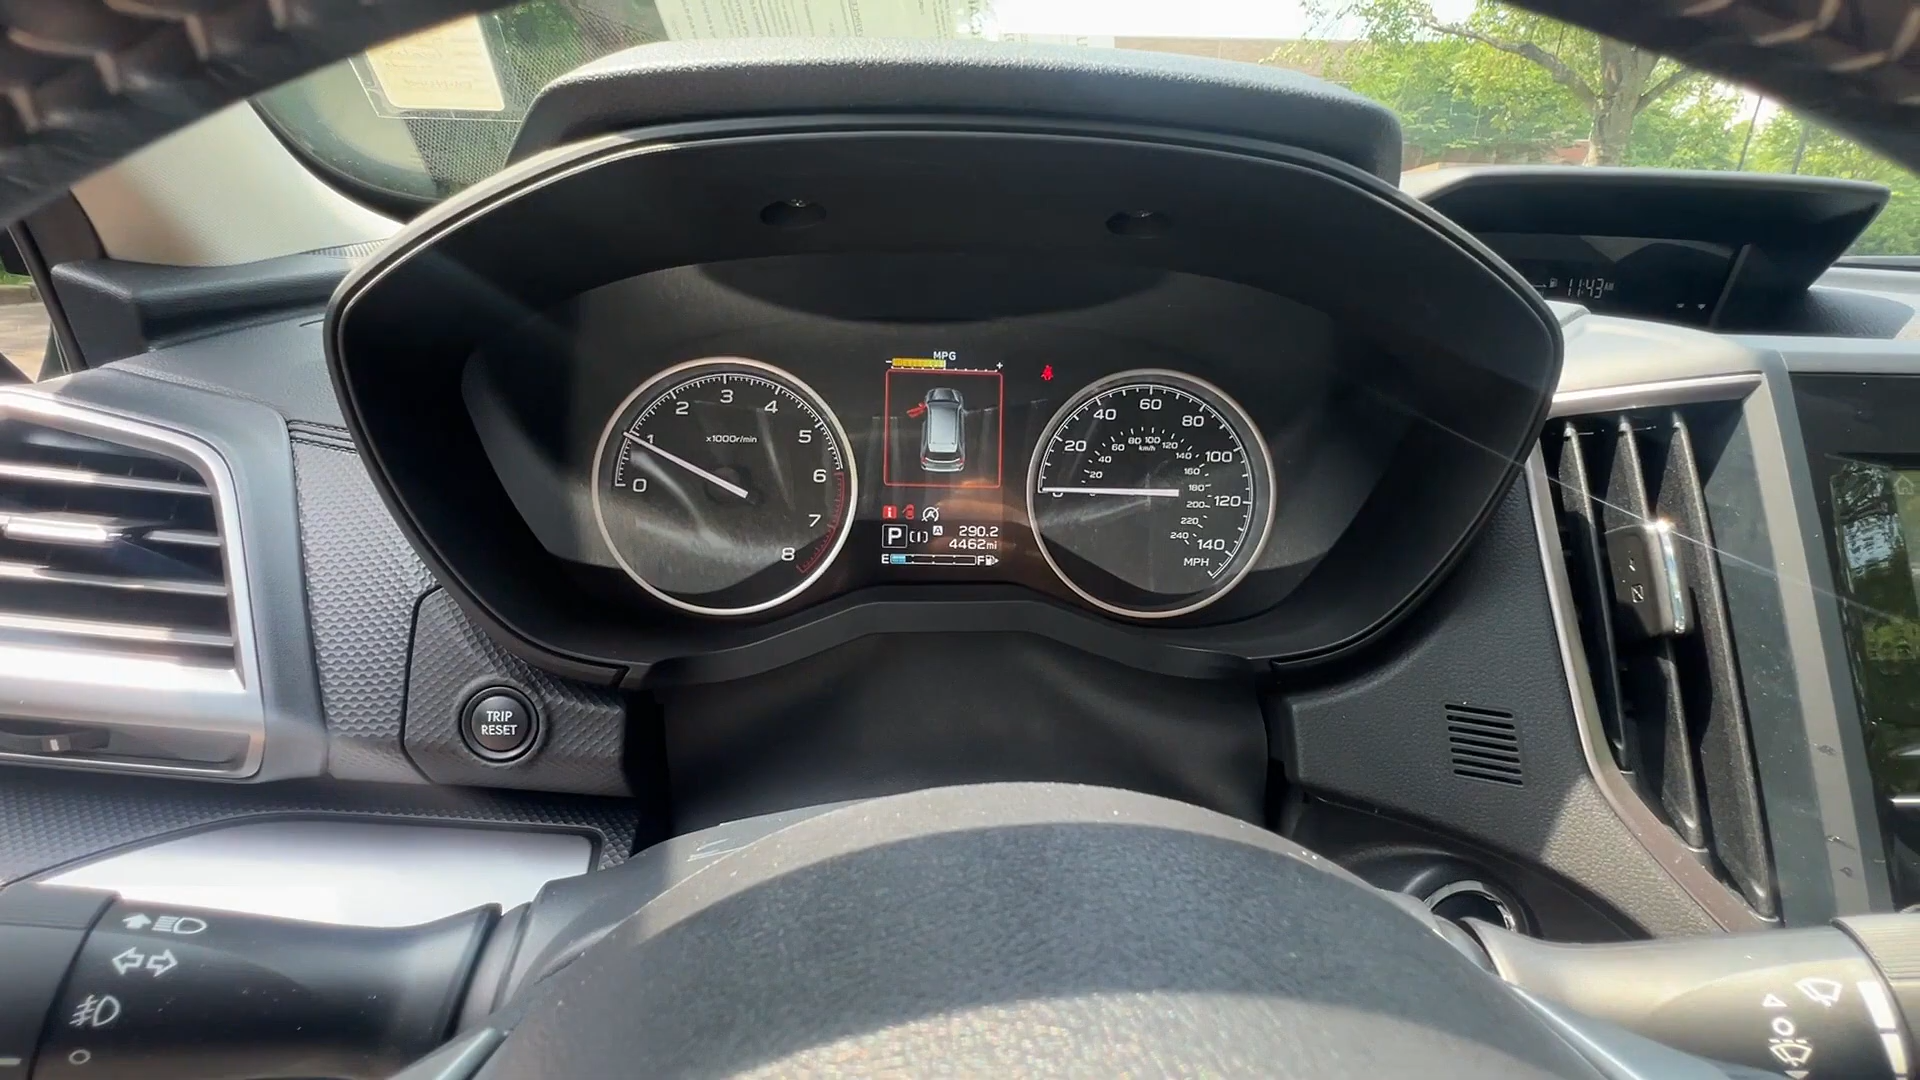 11:43 AM
MPG
- +
0 1 2 3 4 5 6 7 8
x1000r/min
0 20 40 60 80 100 120 140
20 40 60 80 100 120 140 160 180 200 220 240
km/h
MPH
i
P A 290.2
4462mi
E F
TRIP
RESET